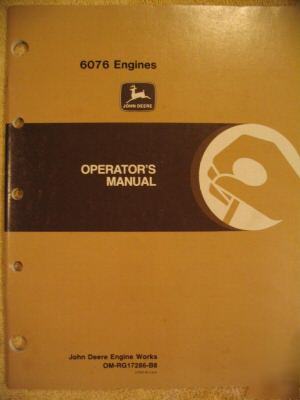 6076 Engines
JOHN DEERE
OPERATOR'S
MANUAL
John Deere Engine Works
OM-RG17286-B8